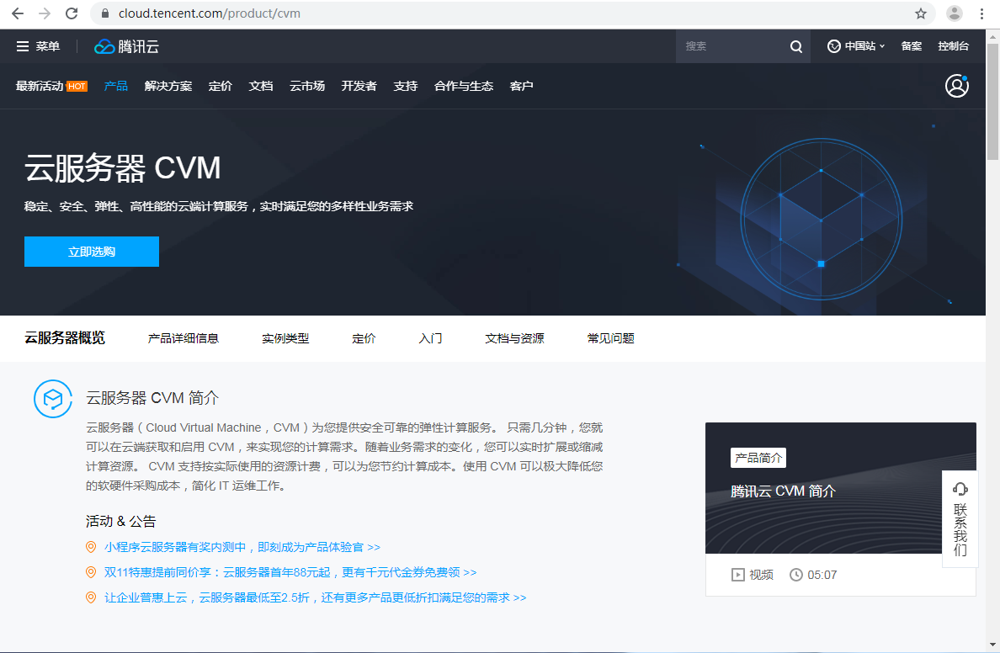 cloud.tencent.com/product/cvm
菜单 腾讯云 搜索 中国站 备案 控制台
最新活动 HOT 产品 解决方案 定价 文档 云市场 开发者 支持 合作与生态 客户
云服务器 CVM
稳定、安全、弹性、高性能的云端计算服务，实时满足您的多样性业务需求
立即选购
云服务器概览 产品详细信息 实例类型 定价 入门 文档与资源 常见问题
云服务器 CVM 简介
云服务器（Cloud Virtual Machine，CVM）为您提供安全可靠的弹性计算服务。 只需几分钟，您就
可以在云端获取和启用 CVM，来实现您的计算需求。随着业务需求的变化，您可以实时扩展或缩减
计算资源。 CVM 支持按实际使用的资源计费，可以为您节约计算成本。使用 CVM 可以极大降低您
的软硬件采购成本，简化 IT 运维工作。
活动 & 公告
小程序云服务器有奖内测中，即刻成为产品体验官 >>
双11特惠提前同价享：云服务器首年88元起，更有千元代金券免费领 >>
让企业普惠上云，云服务器最低至2.5折，还有更多产品更低折扣满足您的需求 >>
产品简介
腾讯云 CVM 简介
视频 05:07
联系我们